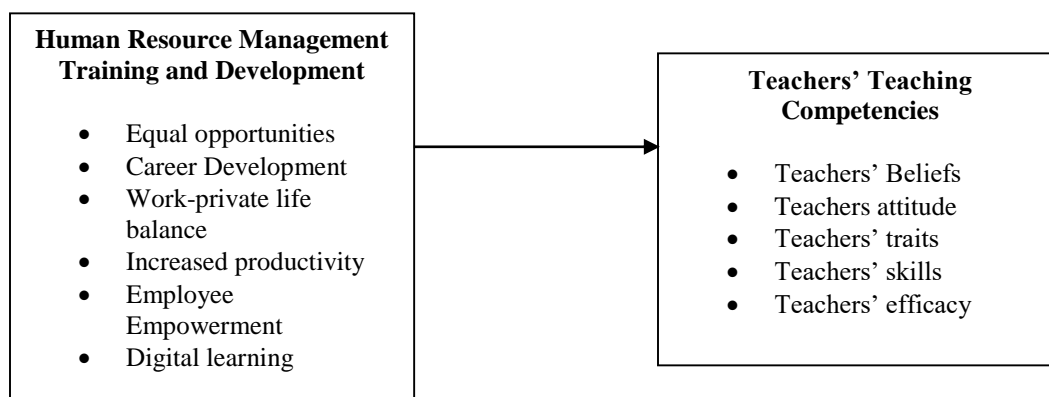 Human Resource Management
Training and Development
• Equal opportunities
• Career Development
• Work-private life
balance
• Increased productivity
• Employee
Empowerment
• Digital learning
Teachers’ Teaching
Competencies
• Teachers’ Beliefs
• Teachers attitude
• Teachers’ traits
• Teachers’ skills
• Teachers’ efficacy